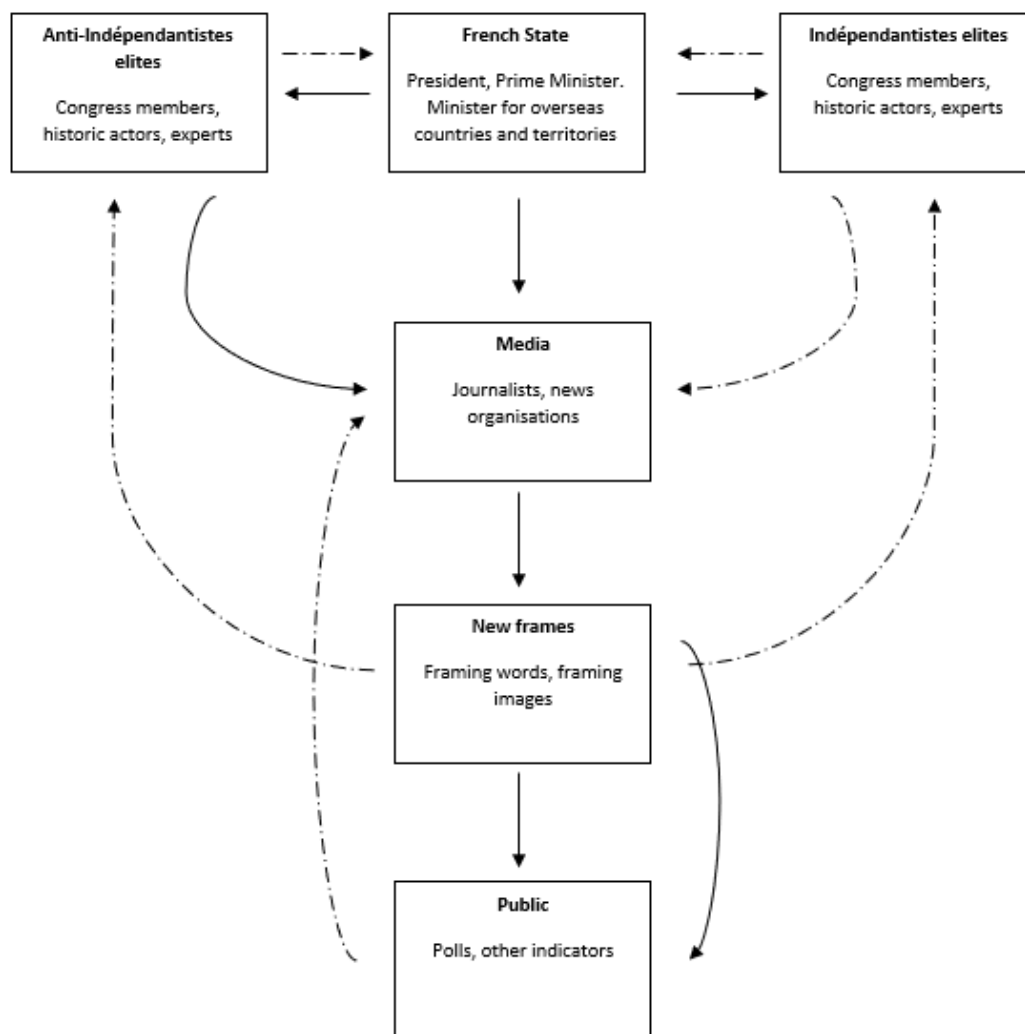 Anti-Indépendantistes
elites
Congress members,
historic actors, experts
French State
President, Prime Minister.
Minister for overseas
countries and territories
Indépendantistes elites
Congress members,
historic actors, experts
Media
Journalists, news
organisations
New frames
Framing words, framing
images
Public
Polls, other indicators